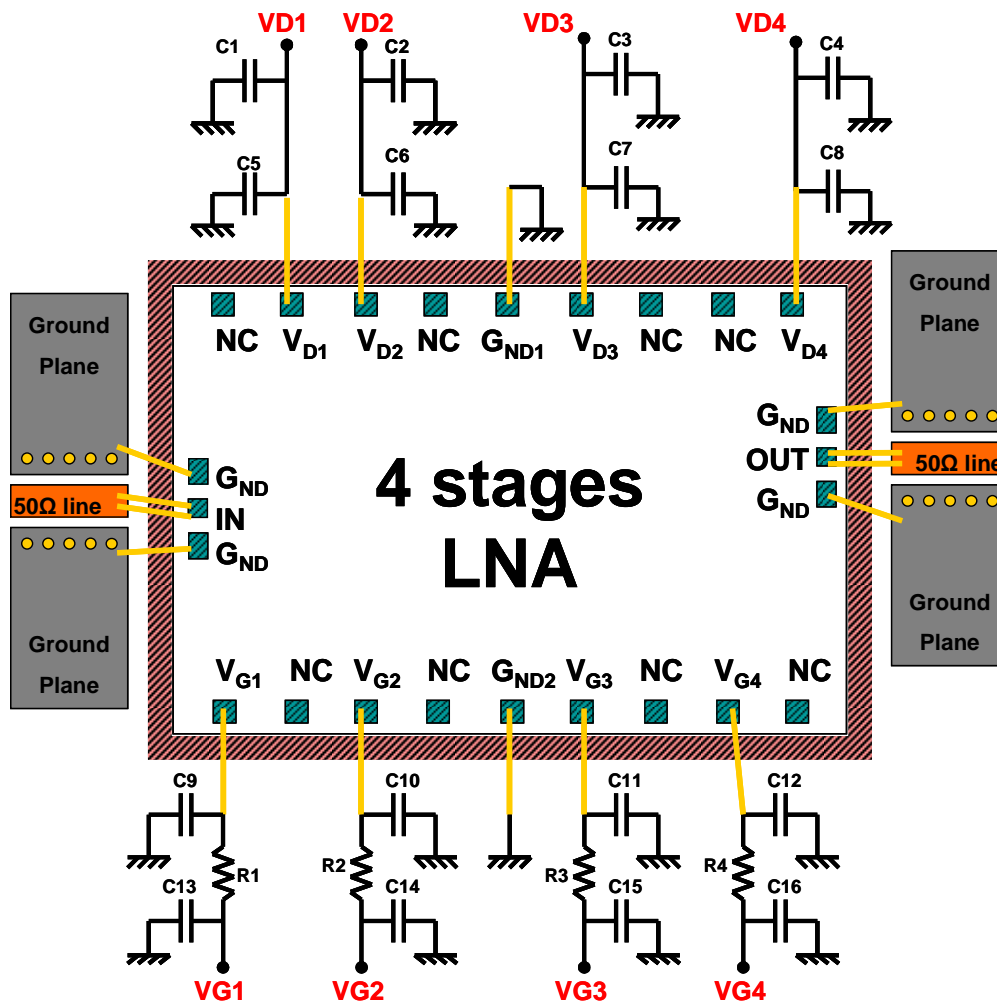 VD1 VD2 VD3 VD4
C1 C2 C3 C4
C5 C6 C7 C8
NC VD1 VD2 NC GND1 VD3 NC NC VD4
Ground
Plane
Ground
Plane
GND
50Ω line
IN
GND
4 stages
LNA
GND
OUT
50Ω line
GND
Ground
Plane
Ground
Plane
VG1 NC VG2 NC GND2 VG3 NC VG4 NC
C9 C10 C11 C12
R1 R2 R3 R4
C13 C14 C15 C16
VG1 VG2 VG3 VG4